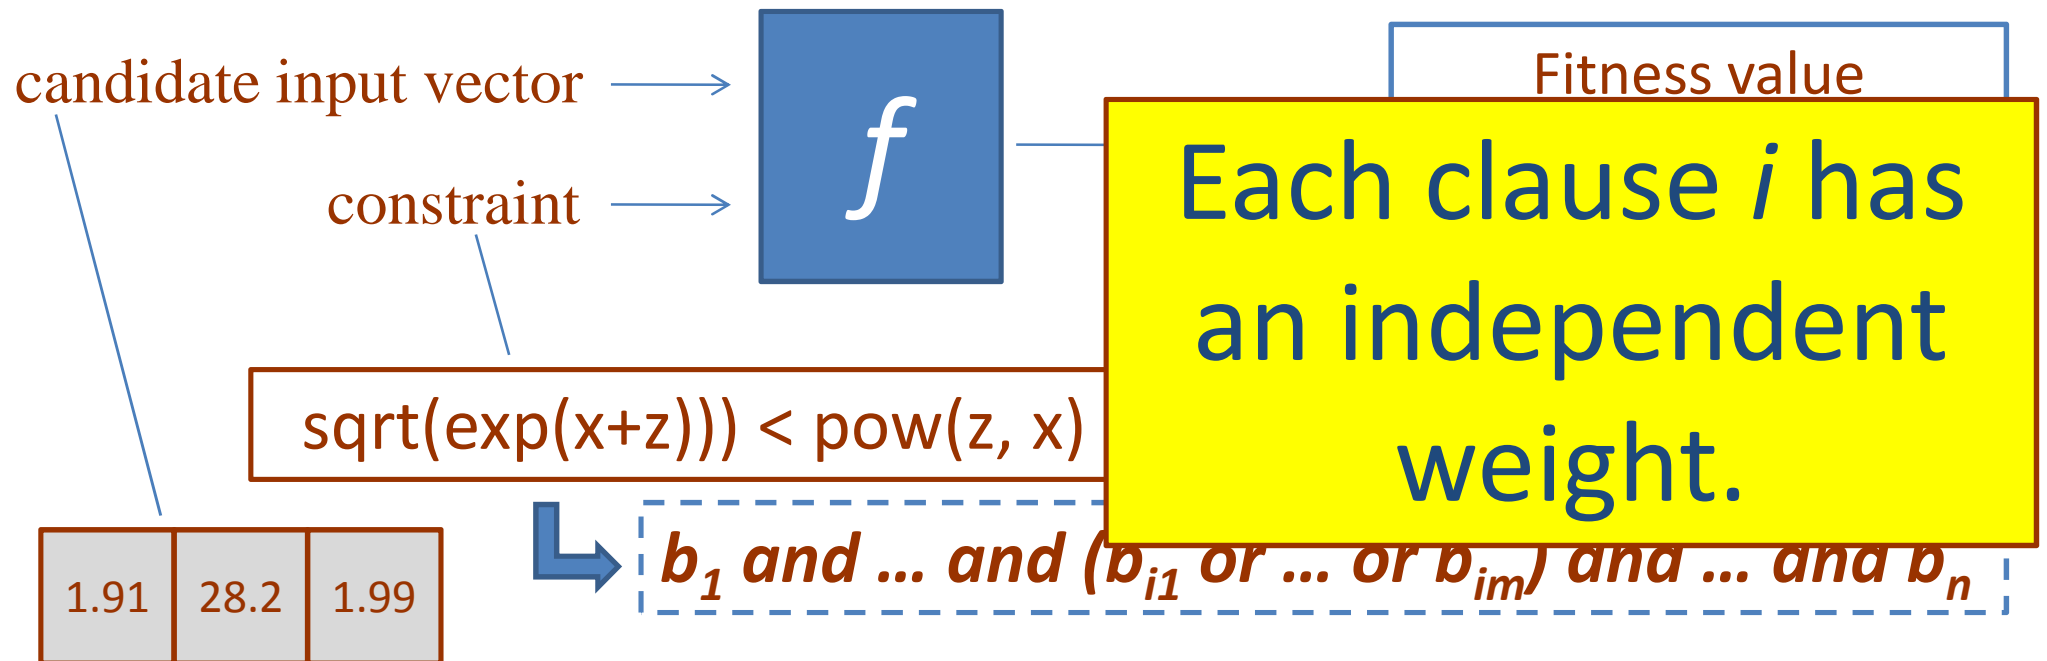 candidate input vector
constraint
f
Fitness value
Each clause i has
an independent
weight.
sqrt(exp(x+z))) < pow(z, x)
b1 and ... and (bi1 or ... or bim) and ... and bn
1.91 28.2 1.99